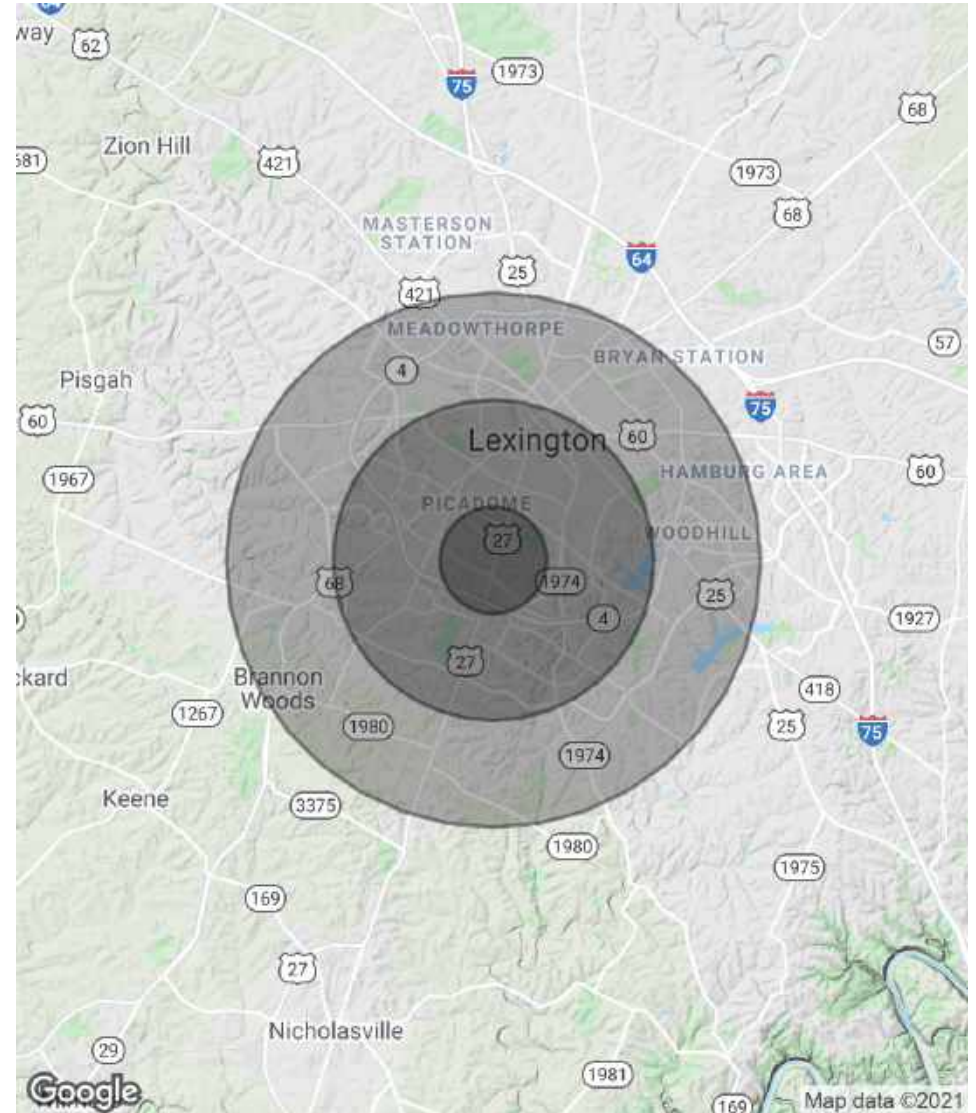 64
way
62
75
1973
68
Zion Hill
681
421
1973
68
MASTERSON
STATION
64
25
421
MEADOWTHORPE
57
BRYAN STATION
4
Pisgah
75
60
Lexington
60
1967
HAMBURG AREA
60
PICADOME
27
WOODHILL
68
1974
25
4
1927
27
ckard
Brannon
Woods
418
1267
1980
25
75
1974
Keene
3375
1980
1975
169
27
Nicholasville
29
1981
Google
169
Map data ©2021